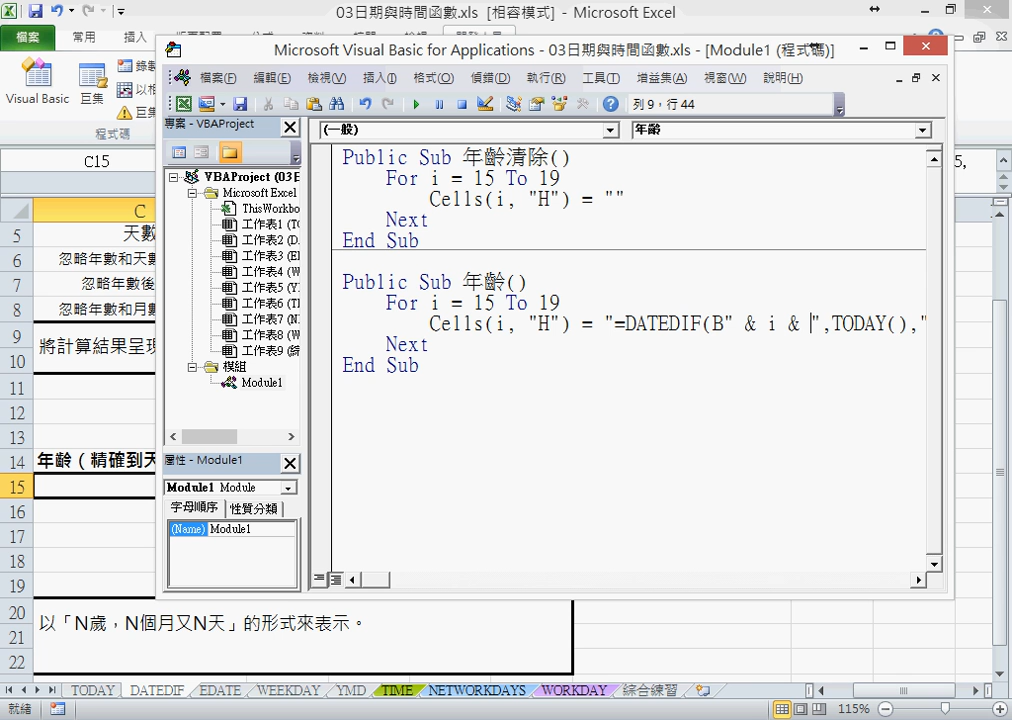 03日期與時間函數.xls [相容模式] - Microsoft Excel
檔案
常用
插入
Visual Basic
巨集
程式碼
C15
C
5 天數
6 忽略年數和天數
7 忽略年數後
8 忽略年數和月數
9
將計算結果呈現
10
11
12
13
14 年齡（精確到天
15
16
17
18
19
20
以「N歲，N個月又N天」的形式來表示。
21
22
Microsoft Visual Basic for Applications - 03日期與時間函數.xls - [Module1 (程式碼)]
檔案(F) 編輯(E) 檢視(V) 插入(I) 格式(O) 偵錯(D) 執行(R) 工具(T) 增益集(A) 視窗(W) 說明(H)
列 9，行 44
專案 - VBAProject
VBAProject (03E
Microsoft Excel
ThisWorkbo
工作表1 (TO
工作表2 (D
工作表3 (EI
工作表4 (W
工作表5 (Y
工作表6 (TI
工作表7 (N
工作表8 (W
工作表9 (綜
模組
Module1
屬性 - Module1
Module1 Module
字母順序 性質分類
(Name) Module1
(一般)
年齡
Public Sub 年齡清除()
For i = 15 To 19
Cells(i, "H") = ""
Next
End Sub
Public Sub 年齡()
For i = 15 To 19
Cells(i, "H") = "=DATEDIF(B" & i & ",TODAY(),"
Next
End Sub
TODAY DATEDIF EDATE WEEKDAY YMD TIME NETWORKDAYS WORKDAY 綜合練習
就緒
115%